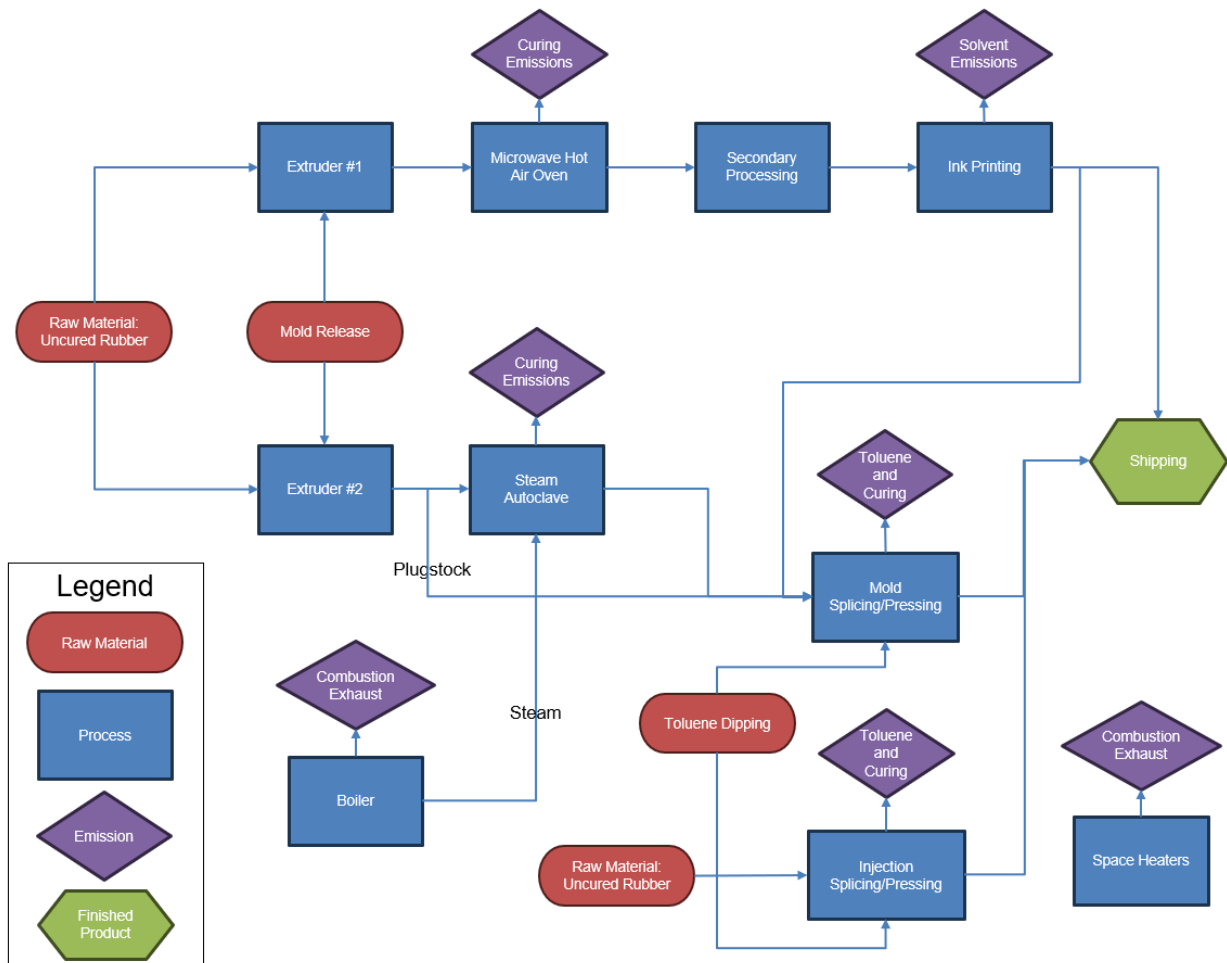 Curing
Emissions
Solvent
Emissions
Extruder #1
Microwave Hot
Air Oven
Secondary
Processing
Ink Printing
Raw Material:
Uncured Rubber
Mold Release
Curing
Emissions
Extruder #2
Steam
Autoclave
Toluene
and
Curing
Shipping
Plugstock
Mold
Splicing/Pressing
Legend
Raw Material
Process
Emission
Finished
Product
Combustion
Exhaust
Steam
Boiler
Toluene Dipping
Toluene
and
Curing
Combustion
Exhaust
Raw Material:
Uncured Rubber
Injection
Splicing/Pressing
Space Heaters